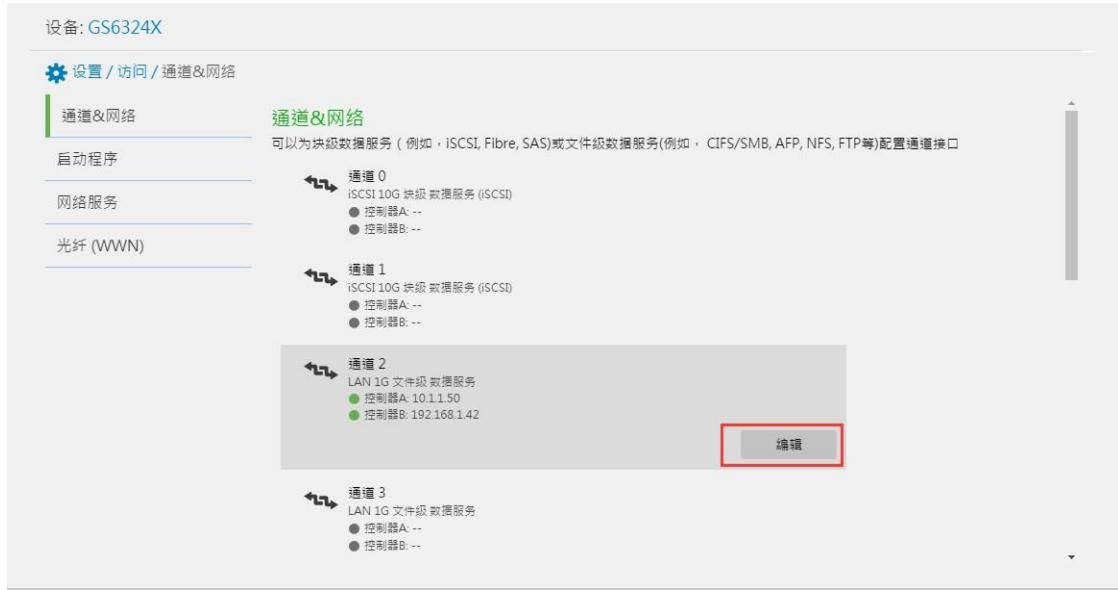 设备: GS6324X
设置 / 访问 / 通道&网络
通道&网络
启动程序
网络服务
光纤 (WWN)
通道&网络
可以为块级数据服务 ( 例如，iSCSI, Fibre, SAS)或文件级数据服务(例如， CIFS/SMB, AFP, NFS, FTP等)配置通道接口
通道 0
iSCSI 10G 块级 数据服务 (iSCSI)
控制器A: --
控制器B: --
通道 1
iSCSI 10G 块级 数据服务 (iSCSI)
控制器A: --
控制器B: --
通道 2
LAN 1G 文件级 数据服务
控制器A: 10.1.1.50
控制器B: 192.168.1.42
编辑
通道 3
LAN 1G 文件级 数据服务
控制器A: --
控制器B: --